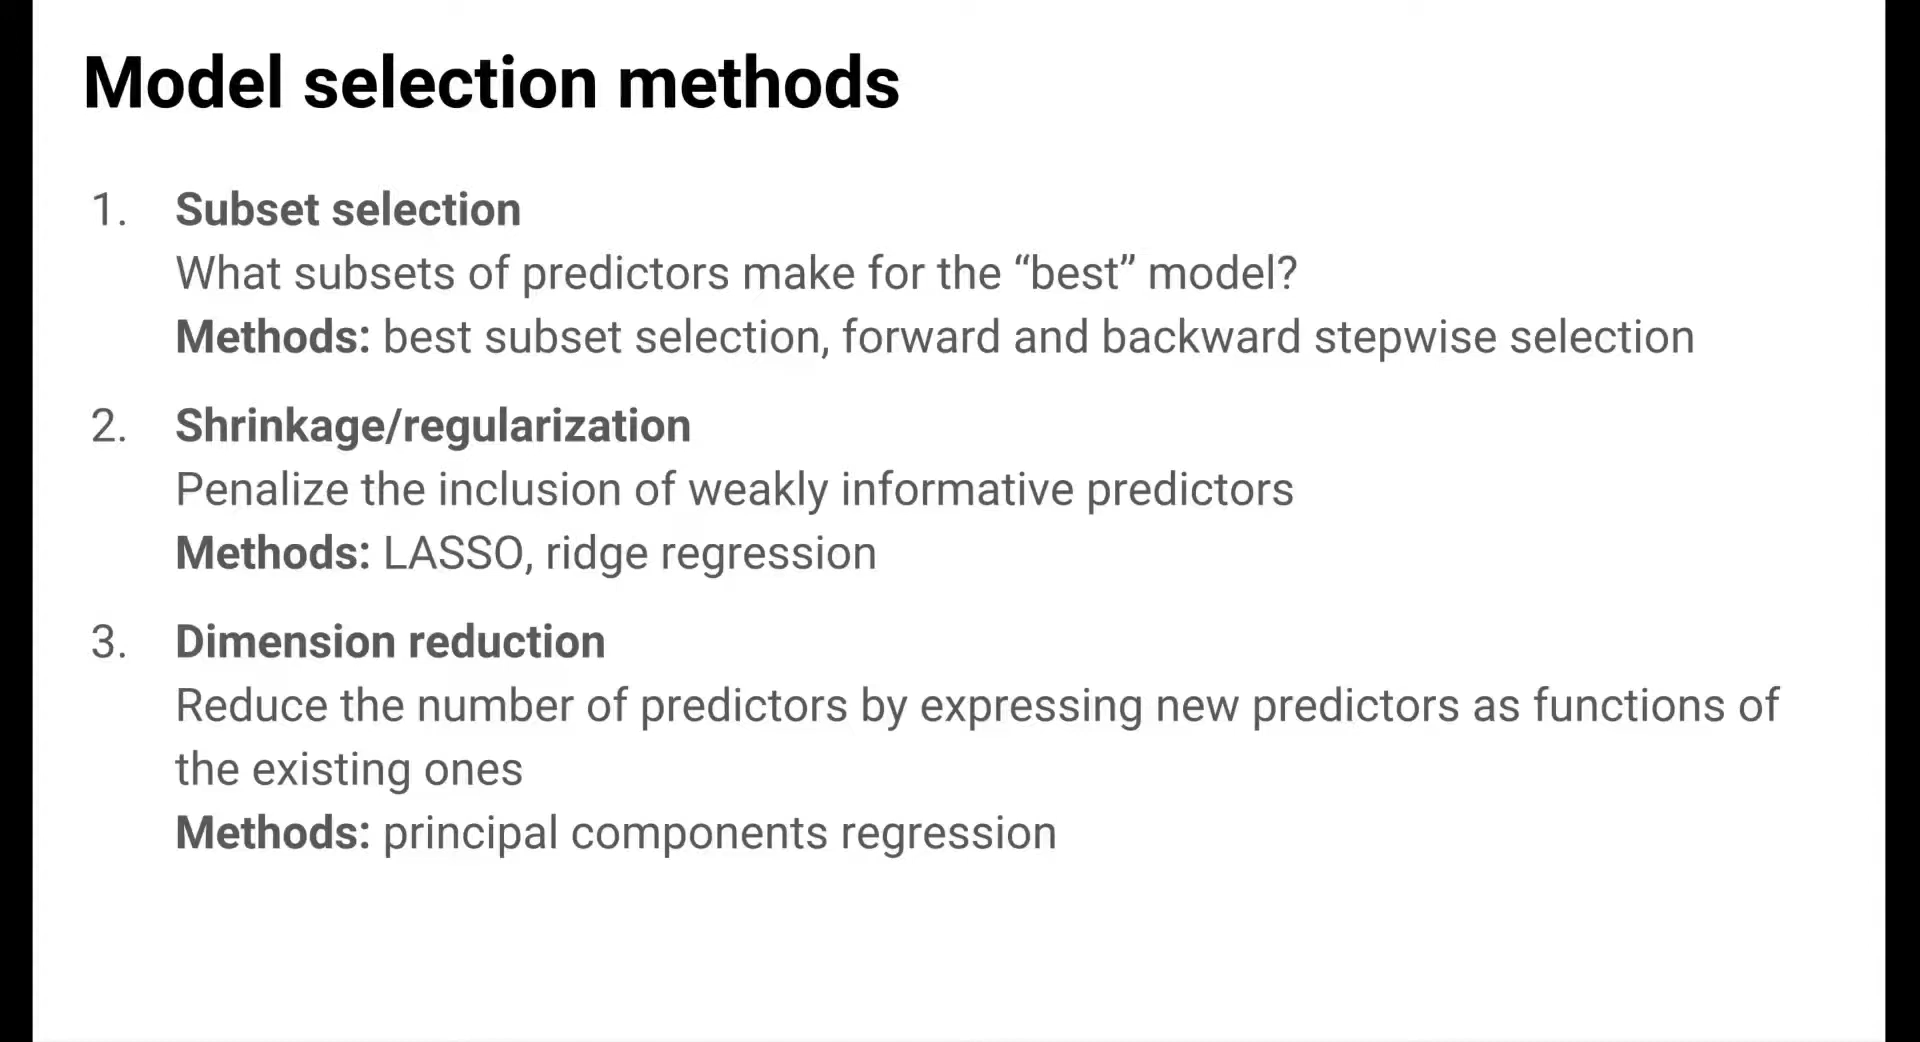 Model selection methods
1. Subset selection
What subsets of predictors make for the “best” model?
Methods: best subset selection, forward and backward stepwise selection
2. Shrinkage/regularization
Penalize the inclusion of weakly informative predictors
Methods: LASSO, ridge regression
3. Dimension reduction
Reduce the number of predictors by expressing new predictors as functions of
the existing ones
Methods: principal components regression